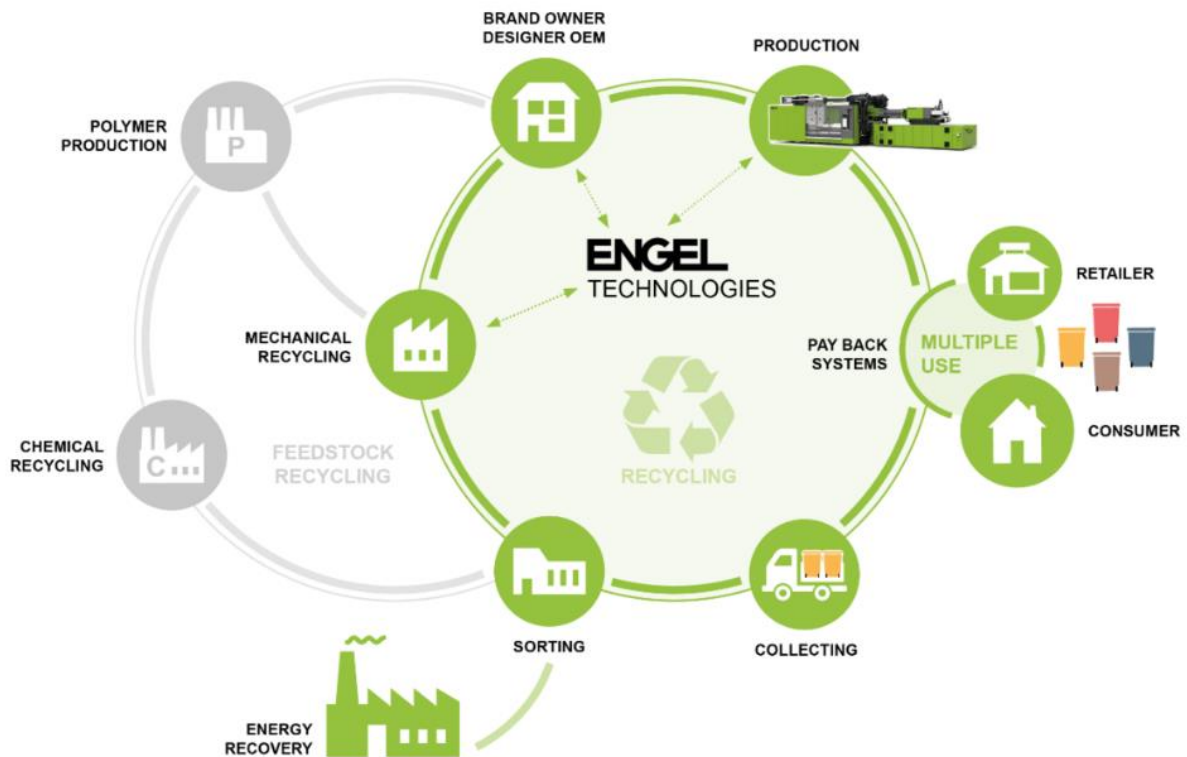 BRAND OWNER
DESIGNER OEM
PRODUCTION
POLYMER
PRODUCTION
P
ENGEL
TECHNOLOGIES
RETAILER
MECHANICAL
RECYCLING
PAY BACK
SYSTEMS
MULTIPLE
USE
CONSUMER
CHEMICAL
RECYCLING
C
FEEDSTOCK
RECYCLING
RECYCLING
SORTING
COLLECTING
ENERGY
RECOVERY